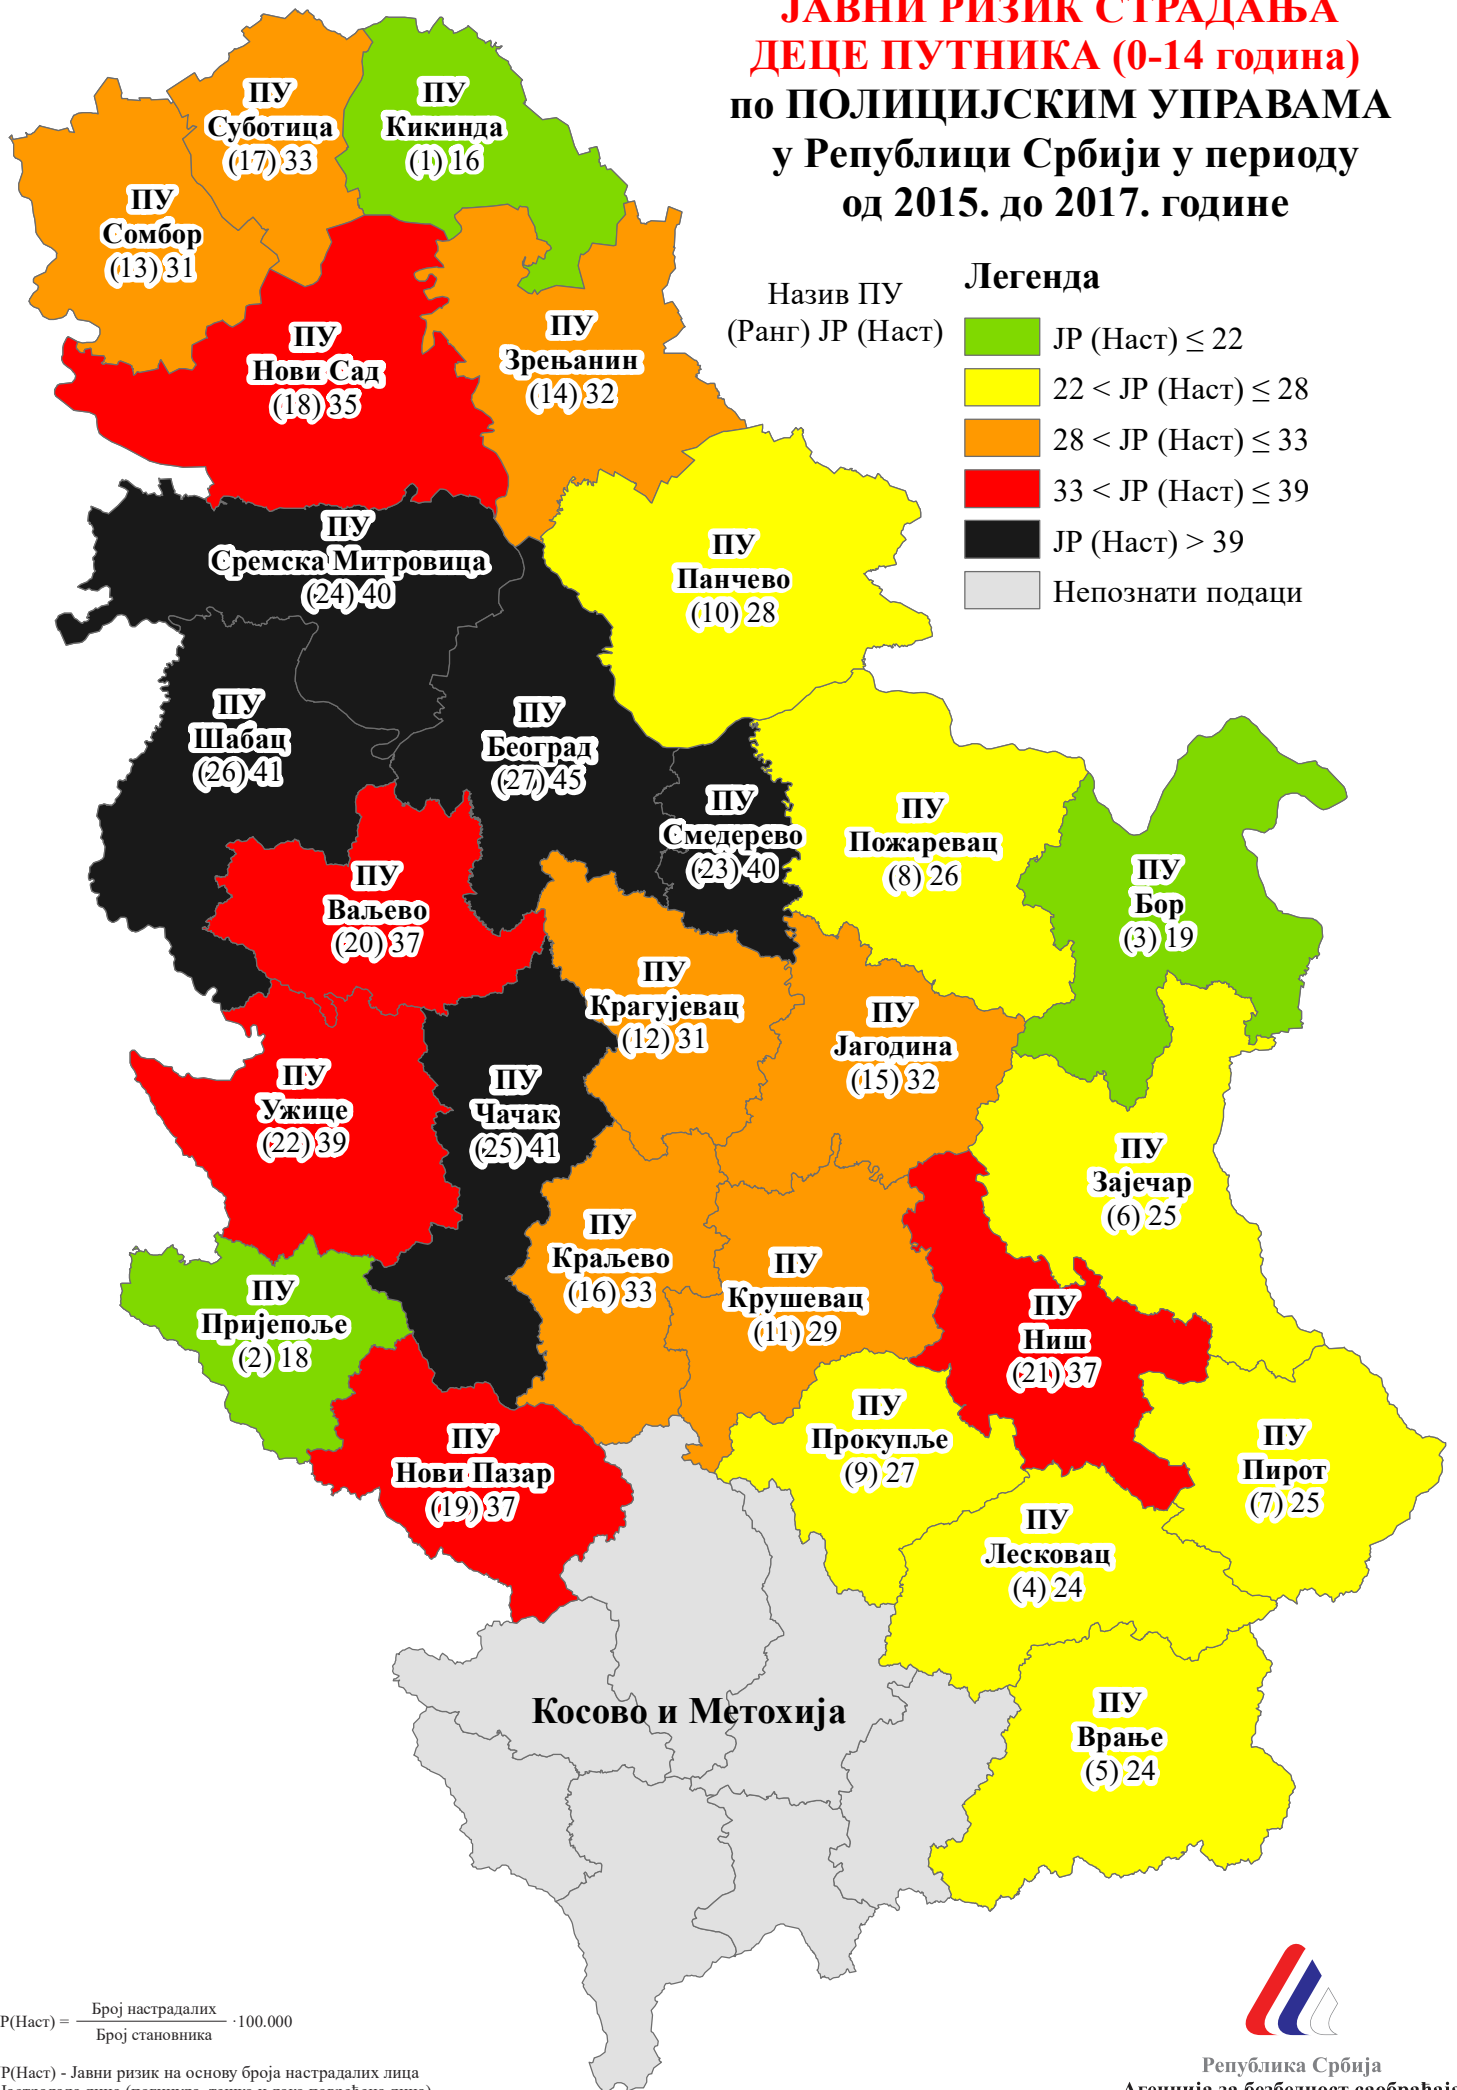 ЈАВНИ РИЗИК СТРАДАЊА
ДЕЦЕ ПУТНИКА (0-14 година)
по ПОЛИЦИЈСКИМ УПРАВАМА
у Републици Србији у периоду
од 2015. до 2017. године
Назив ПУ
(Ранг) ЈР (Наст)
Легенда
ЈР (Наст) ≤ 22
22 < ЈР (Наст) ≤ 28
28 < ЈР (Наст) ≤ 33
33 < ЈР (Наст) ≤ 39
ЈР (Наст) > 39
Непознати подаци
ПУ
Суботица
(17) 33
ПУ
Кикинда
(1) 16
ПУ
Сомбор
(13) 31
ПУ
Нови Сад
(18) 35
ПУ
Зрењанин
(14) 32
ПУ
Сремска Митровица
(24) 40
ПУ
Панчево
(10) 28
ПУ
Шабац
(26) 41
ПУ
Београд
(27) 45
ПУ
Смедерево
(23) 40
ПУ
Пожаревац
(8) 26
ПУ
Бор
(3) 19
ПУ
Ваљево
(20) 37
ПУ
Крагујевац
(12) 31
ПУ
Јагодина
(15) 32
ПУ
Ужице
(22) 39
ПУ
Чачак
(25) 41
ПУ
Зајечар
(6) 25
ПУ
Краљево
(16) 33
ПУ
Крушевац
(11) 29
ПУ
Ниш
(21) 37
ПУ
Пријепоље
(2) 18
ПУ
Прокупље
(9) 27
ПУ
Пирот
(7) 25
ПУ
Нови Пазар
(19) 37
ПУ
Лесковац
(4) 24
Косово и Метохија
ПУ
Врање
(5) 24
Р(Наст) = Број настрадалих / Број становника ·100.000
Р(Наст) - Јавни ризик на основу броја настрадалих лица
Република Србија
Агенција за безбедност саобраћаја